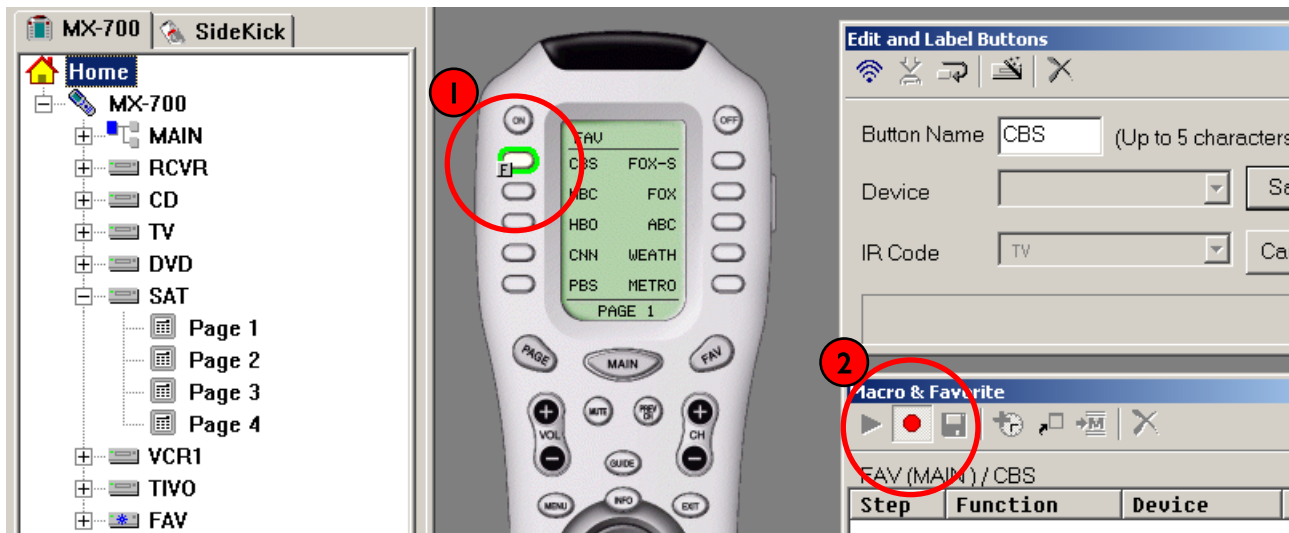 MX-700 SideKick
Home
MX-700
MAIN
RCVR
CD
TV
DVD
SAT
Page 1
Page 2
Page 3
Page 4
VCR1
TIVO
FAV
1
ON
OFF
FAV
CBS FOX-S
NBC FOX
HBO ABC
CNN WEATH
PBS METRO
PAGE 1
F
PAGE
MAIN
FAV
VOL
MUTE
PREV CH
CH
GUIDE
MENU
INFO
EXIT
Edit and Label Buttons
Button Name CBS (Up to 5 characters
Device Sa
IR Code TV Ca
2
Macro & Favorite
M
FAV (MAIN) / CBS
Step Function Device